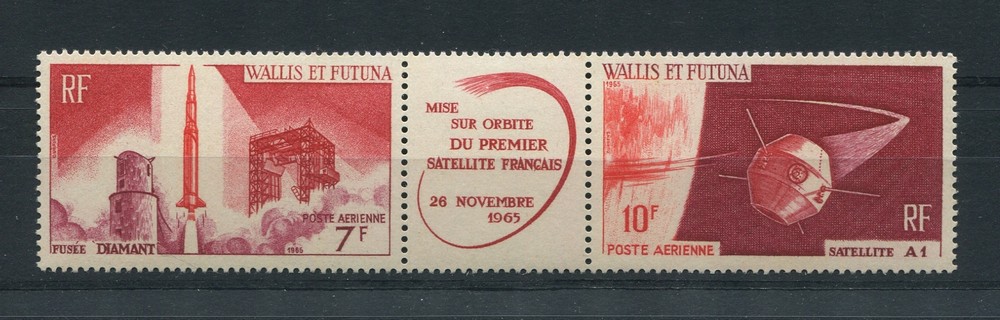 RF
WALLIS ET FUTUNA
POSTE AERIENNE
7F
FUSÉE DIAMANT
1965
MISE
SUR ORBITE
DU PREMIER
SATELLITE FRANÇAIS
26 NOVEMBRE
1965
WALLIS ET FUTUNA
1965
10F
POSTE AERIENNE
RF
SATELLITE A1